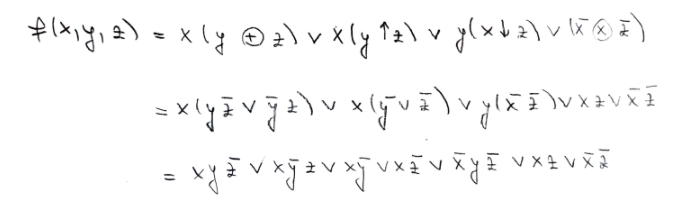 f(x,y,z) = x(y ⊕ z) ∨ x(y ↑ z) ∨ y(x ↓ z) ∨ (x̄ ⊗ z̄)
= x(yz̄ ∨ ȳz) ∨ x(ȳ ∨ z̄) ∨ y(x̄ z̄) ∨ xz ∨ x̄ z̄
= xyz̄ ∨ xȳz ∨ xȳ ∨ xz̄ ∨ x̄yz̄ ∨ xz ∨ x̄z̄